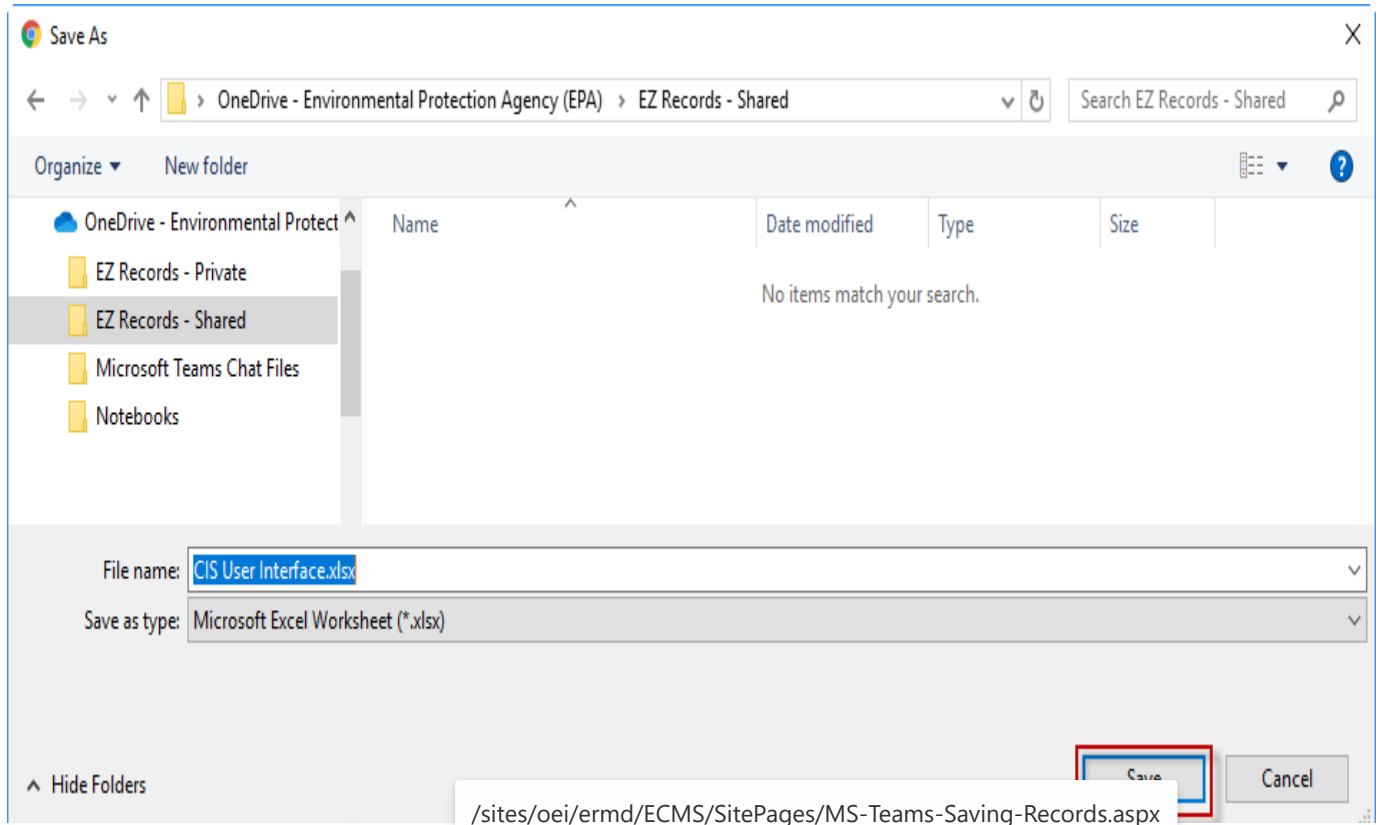 Save As
OneDrive - Environmental Protection Agency (EPA) › EZ Records - Shared
Search EZ Records - Shared
Organize
New folder
OneDrive - Environmental Protect
Name
Date modified
Type
Size
EZ Records - Private
No items match your search.
EZ Records - Shared
Microsoft Teams Chat Files
Notebooks
File name: CIS User Interface.xlsx
Save as type: Microsoft Excel Worksheet (*.xlsx)
Hide Folders
Save
Cancel
/sites/oei/ermd/ECMS/SitePages/MS-Teams-Saving-Records.aspx